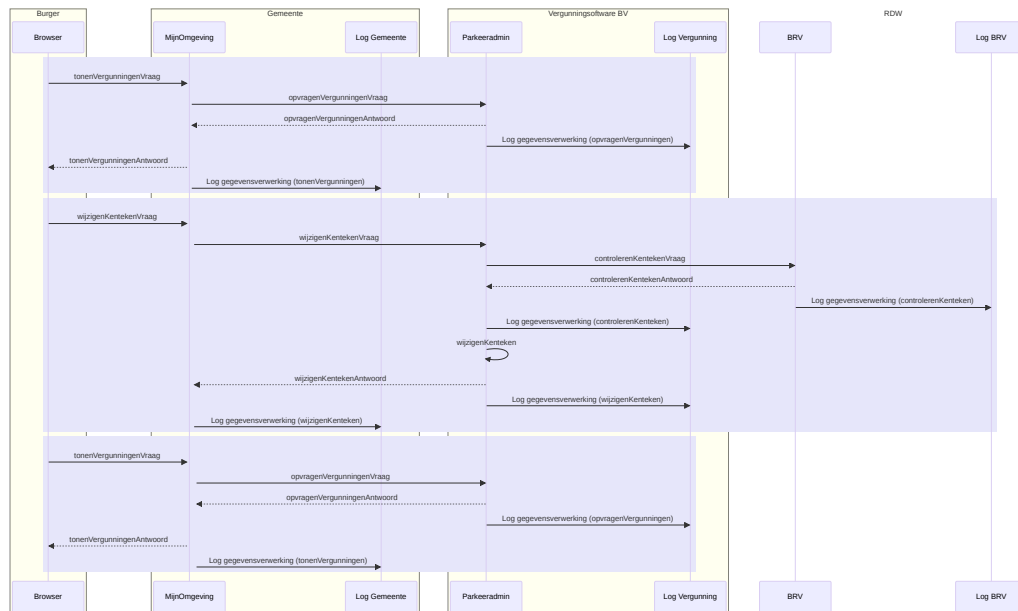 Burger
Gemeente
Vergunningsoftware BV
RDW
Browser
MijnOmgeving
Log Gemeente
Parkeeradmin
Log Vergunning
BRV
Log BRV
tonenVergunningenVraag
opvragenVergunningenVraag
opvragenVergunningenAntwoord
Log gegevensverwerking (opvragenVergunningen)
tonenVergunningenAntwoord
Log gegevensverwerking (tonenVergunningen)
wijzigenKentekenVraag
wijzigenKentekenVraag
controlerenKentekenVraag
controlerenKentekenAntwoord
Log gegevensverwerking (controlerenKenteken)
Log gegevensverwerking (controlerenKenteken)
wijzigenKenteken
wijzigenKentekenAntwoord
Log gegevensverwerking (wijzigenKenteken)
Log gegevensverwerking (wijzigenKenteken)
tonenVergunningenVraag
opvragenVergunningenVraag
opvragenVergunningenAntwoord
Log gegevensverwerking (opvragenVergunningen)
tonenVergunningenAntwoord
Log gegevensverwerking (tonenVergunningen)
Browser
MijnOmgeving
Log Gemeente
Parkeeradmin
Log Vergunning
BRV
Log BRV